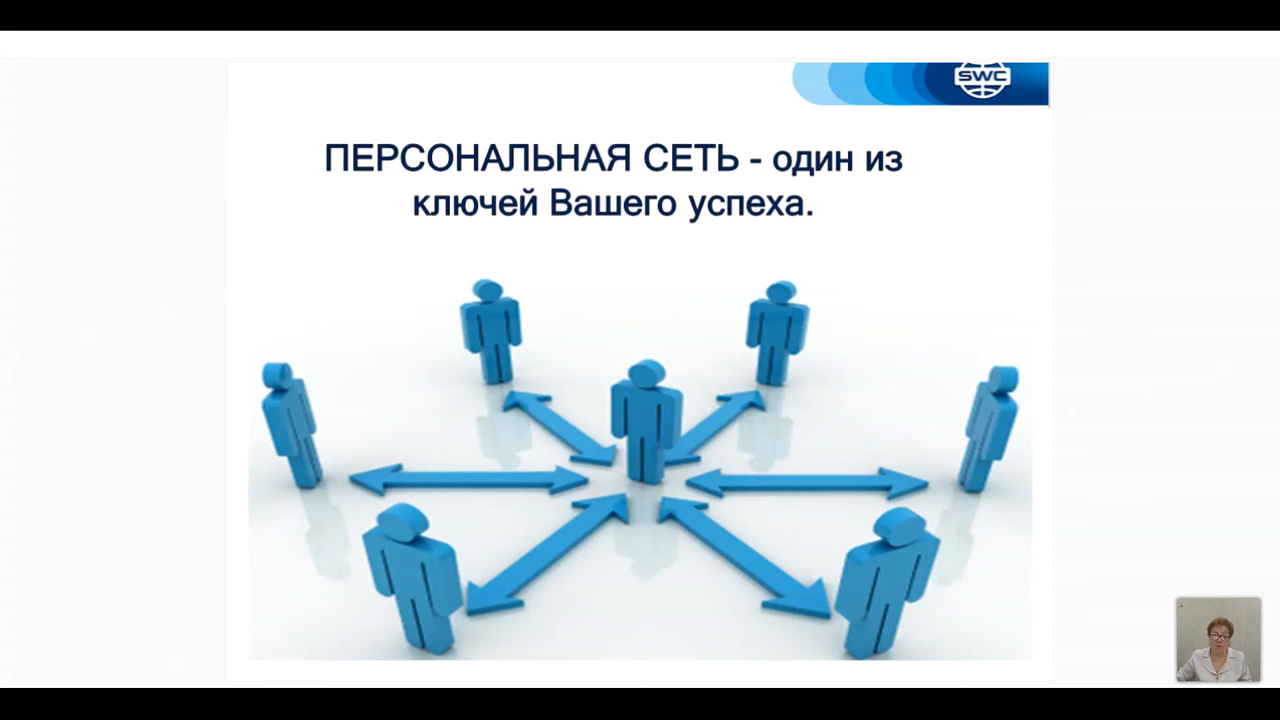 SWC
ПЕРСОНАЛЬНАЯ СЕТЬ - один из
ключей Вашего успеха.